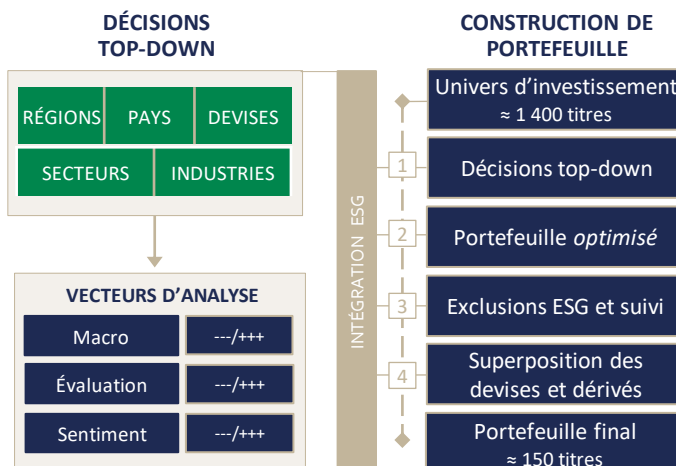 DÉCISIONS
TOP-DOWN
RÉGIONS
PAYS
DEVISES
SECTEURS
INDUSTRIES
VECTEURS D’ANALYSE
Macro
---/+++
Évaluation
---/+++
Sentiment
---/+++
INTÉGRATION ESG
CONSTRUCTION DE
PORTEFEUILLE
Univers d’investissement
≈ 1 400 titres
1
Décisions top-down
2
Portefeuille optimisé
3
Exclusions ESG et suivi
4
Superposition des
devises et dérivés
Portefeuille final
≈ 150 titres